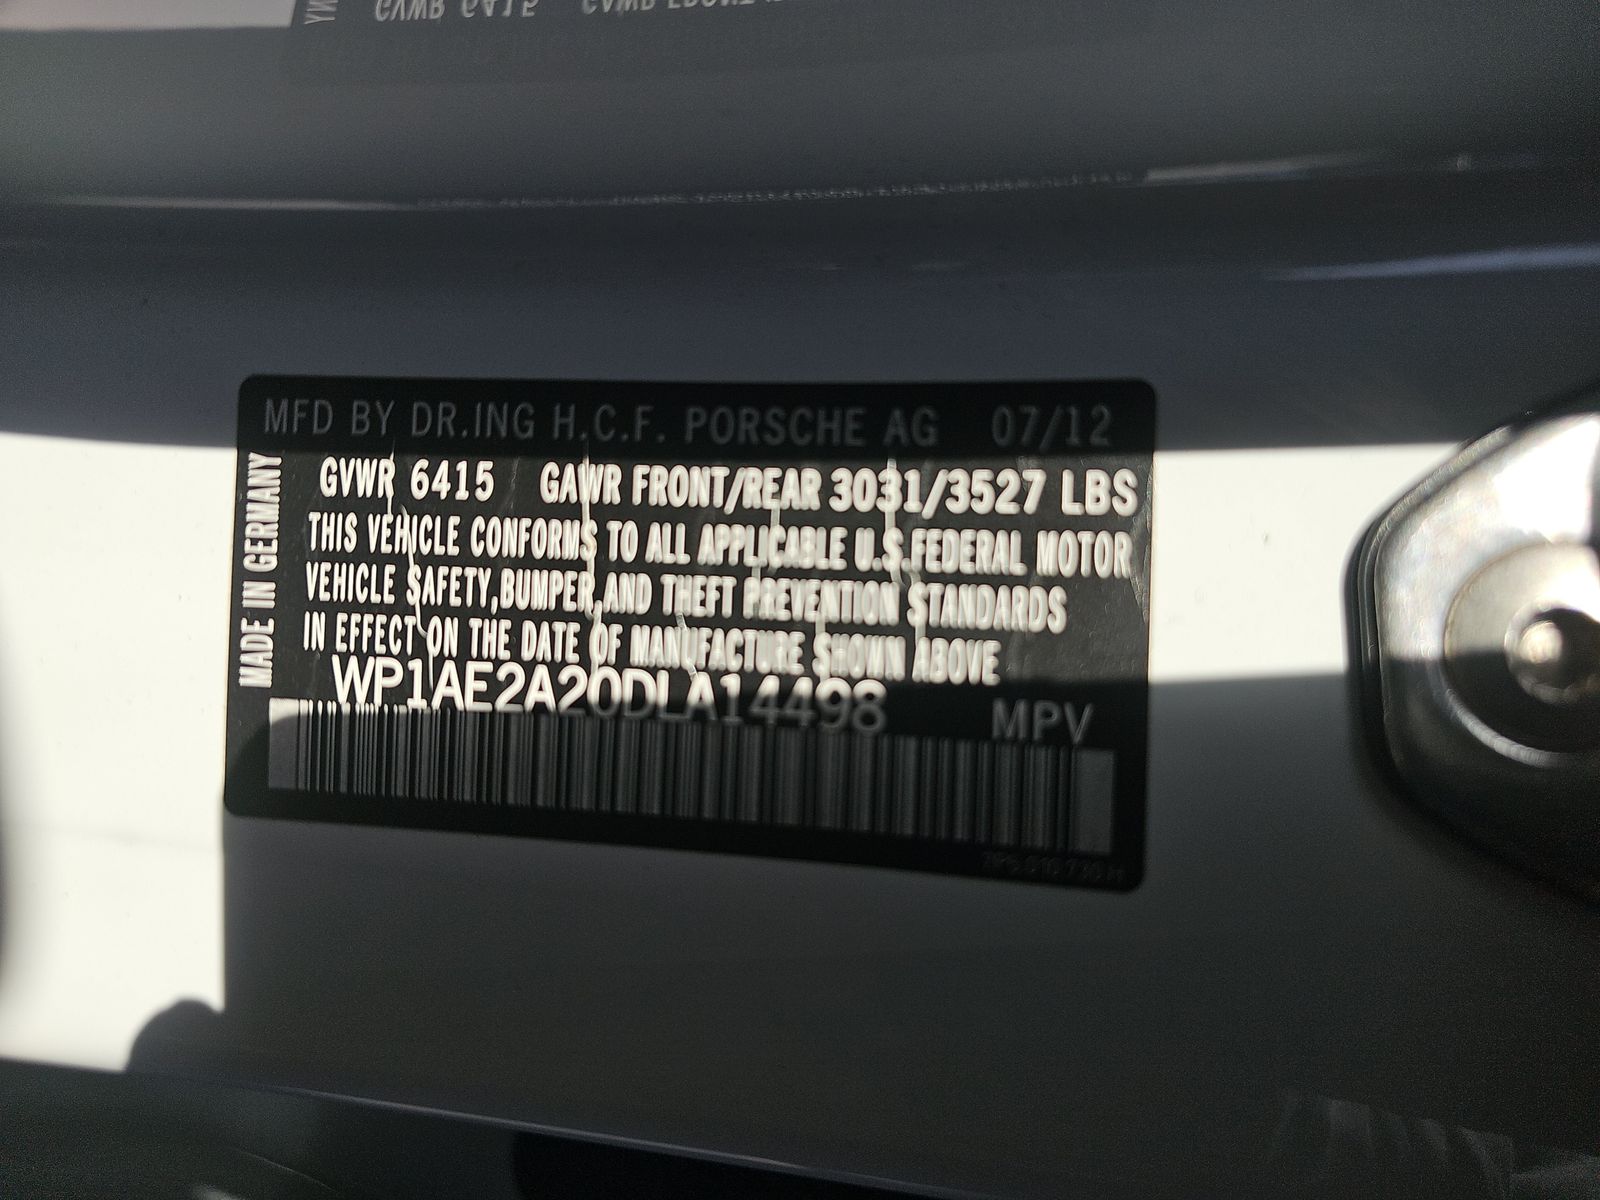 MFD BY DR.ING H.C.F. PORSCHE AG 07/12
GVWR 6415 GAWR FRONT/REAR 3031/3527 LBS
THIS VEHICLE CONFORMS TO ALL APPLICABLE U.S.FEDERAL MOTOR
VEHICLE SAFETY,BUMPER,AND THEFT PREVENTION STANDARDS
IN EFFECT ON THE DATE OF MANUFACTURE SHOWN ABOVE
WP1AE2A20DLA14498 MPV
MADE IN GERMANY